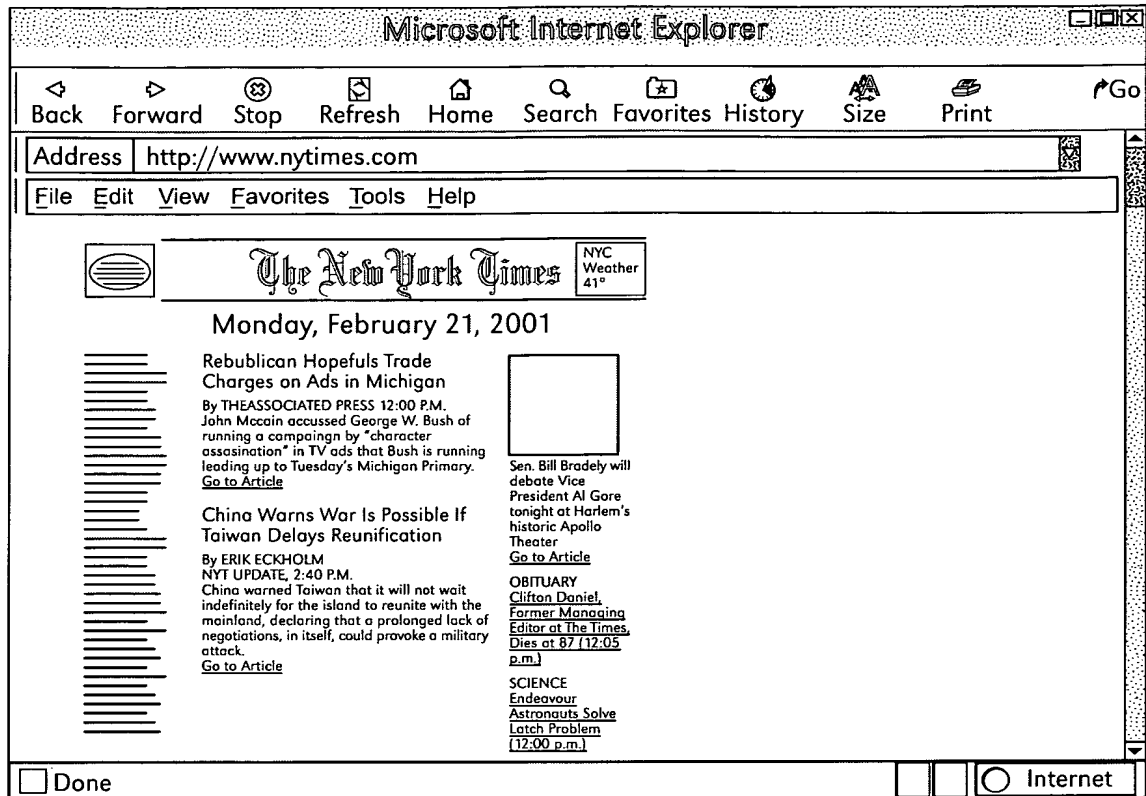 Microsoft Internet Explorer
Back Forward Stop Refresh Home Search Favorites History Size Print Go
Address http://www.nytimes.com
File Edit View Favorites Tools Help
The New York Times
NYC
Weather
41°
Monday, February 21, 2001
Rebublican Hopefuls Trade
Charges on Ads in Michigan
By THEASSOCIATED PRESS 12:00 P.M.
John Mccain accussed George W. Bush of
running a compaingn by "character
assasination" in TV ads that Bush is running
leading up to Tuesday's Michigan Primary.
Go to Article
China Warns War Is Possible If
Taiwan Delays Reunification
By ERIK ECKHOLM
NYT UPDATE, 2:40 P.M.
China warned Taiwan that it will not wait
indefinitely for the island to reunite with the
mainland, declaring that a prolonged lack of
negotiations, in itself, could provoke a military
attack.
Go to Article
Sen. Bill Bradely will
debate Vice
President Al Gore
tonight at Harlem's
historic Apollo
Theater
Go to Article
OBITUARY
Clifton Daniel,
Former Managing
Editor at The Times,
Dies at 87 (12:05
p.m.)
SCIENCE
Endeavour
Astronauts Solve
Latch Problem
(12:00 p.m.)
Done
Internet